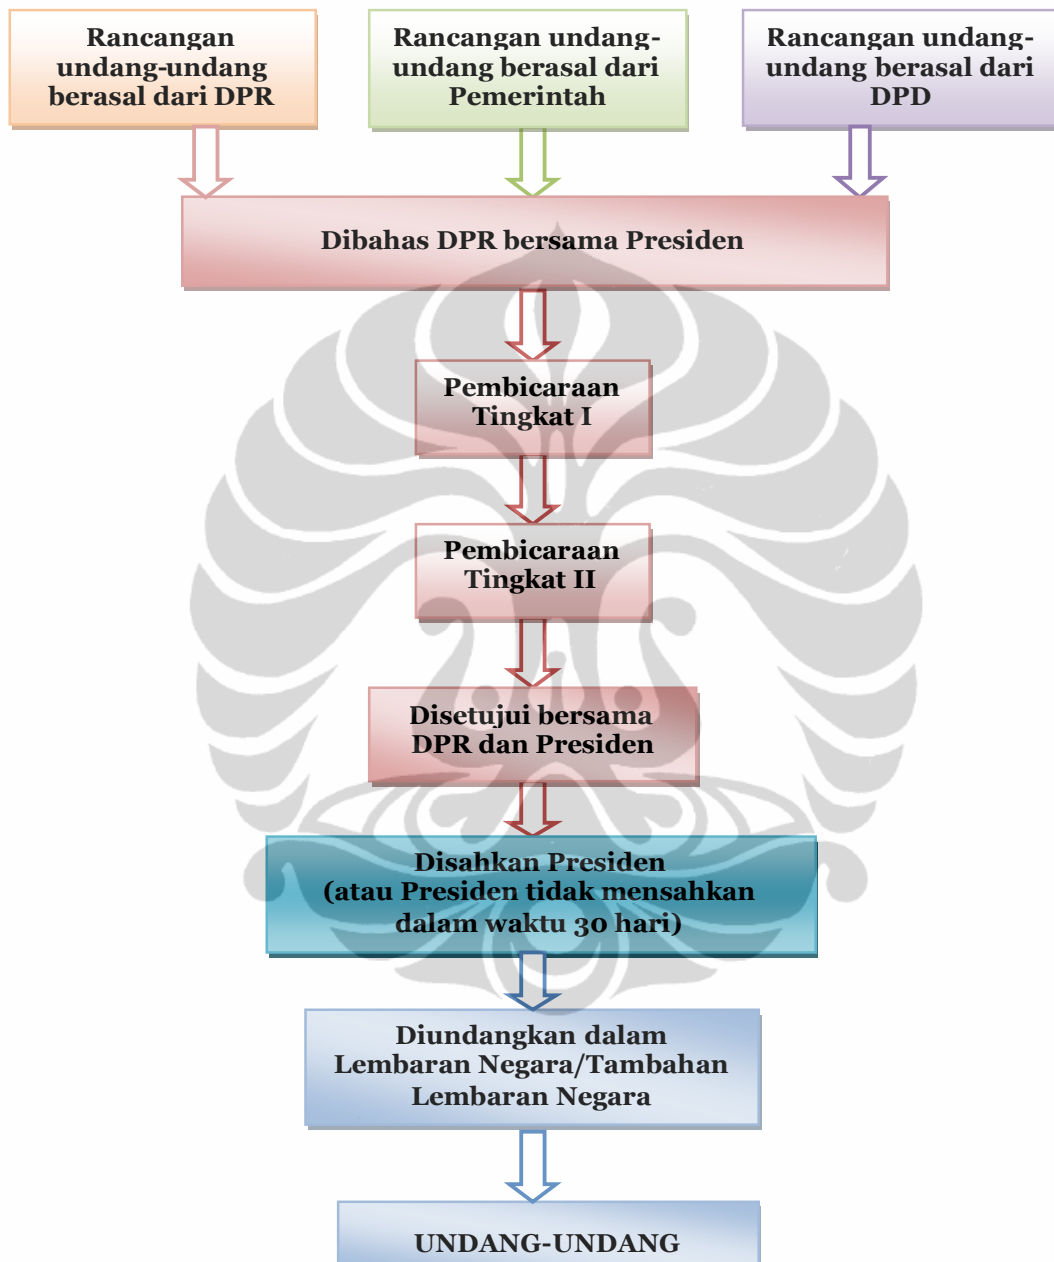 Rancangan
undang-undang
berasal dari DPR
Rancangan undang-
undang berasal dari
Pemerintah
Rancangan undang-
undang berasal dari
DPD
Dibahas DPR bersama Presiden
Pembicaraan
Tingkat I
Pembicaraan
Tingkat II
Disetujui bersama
DPR dan Presiden
Disahkan Presiden
(atau Presiden tidak mensahkan
dalam waktu 30 hari)
Diundangkan dalam
Lembaran Negara/Tambahan
Lembaran Negara
UNDANG-UNDANG